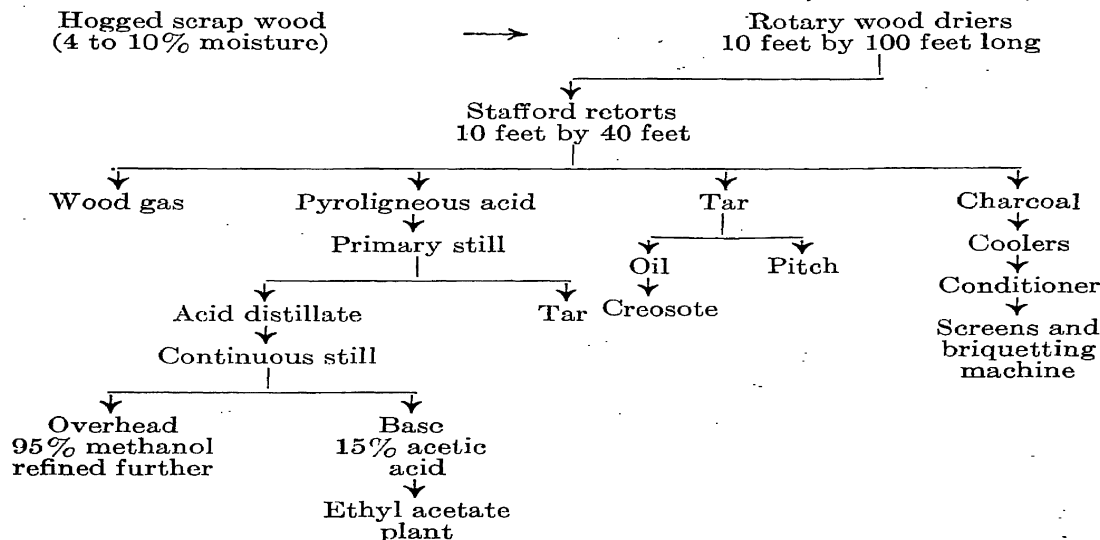 Hogged scrap wood
(4 to 10% moisture)
Rotary wood driers
10 feet by 100 feet long
Stafford retorts
10 feet by 40 feet
Wood gas
Pyroligneous acid
Tar
Charcoal
Primary still
Coolers
Oil
Pitch
Conditioner
Acid distillate
Tar
Creosote
Screens and
briquetting
machine
Continuous still
Overhead
95% methanol
refined further
Base
15% acetic
acid
Ethyl acetate
plant